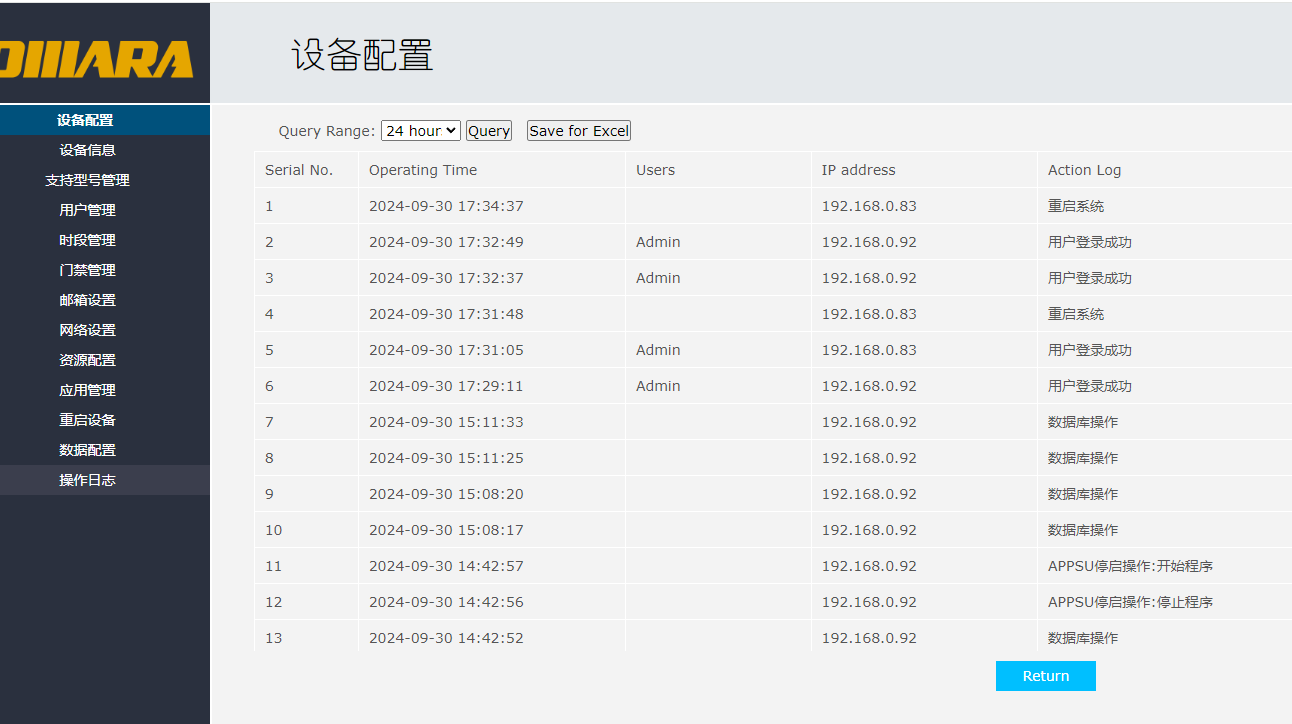 设备配置
设备配置
设备信息
支持型号管理
用户管理
时段管理
门禁管理
邮箱设置
网络设置
资源配置
应用管理
重启设备
数据配置
操作日志
Query Range: 24 hour Query Save for Excel
Serial No. Operating Time Users IP address Action Log
1 2024-09-30 17:34:37 192.168.0.83 重启系统
2 2024-09-30 17:32:49 Admin 192.168.0.92 用户登录成功
3 2024-09-30 17:32:37 Admin 192.168.0.92 用户登录成功
4 2024-09-30 17:31:48 192.168.0.83 重启系统
5 2024-09-30 17:31:05 Admin 192.168.0.83 用户登录成功
6 2024-09-30 17:29:11 Admin 192.168.0.92 用户登录成功
7 2024-09-30 15:11:33 192.168.0.92 数据库操作
8 2024-09-30 15:11:25 192.168.0.92 数据库操作
9 2024-09-30 15:08:20 192.168.0.92 数据库操作
10 2024-09-30 15:08:17 192.168.0.92 数据库操作
11 2024-09-30 14:42:57 192.168.0.92 APPSU停启操作:开始程序
12 2024-09-30 14:42:56 192.168.0.92 APPSU停启操作:停止程序
13 2024-09-30 14:42:52 192.168.0.92 数据库操作
Return